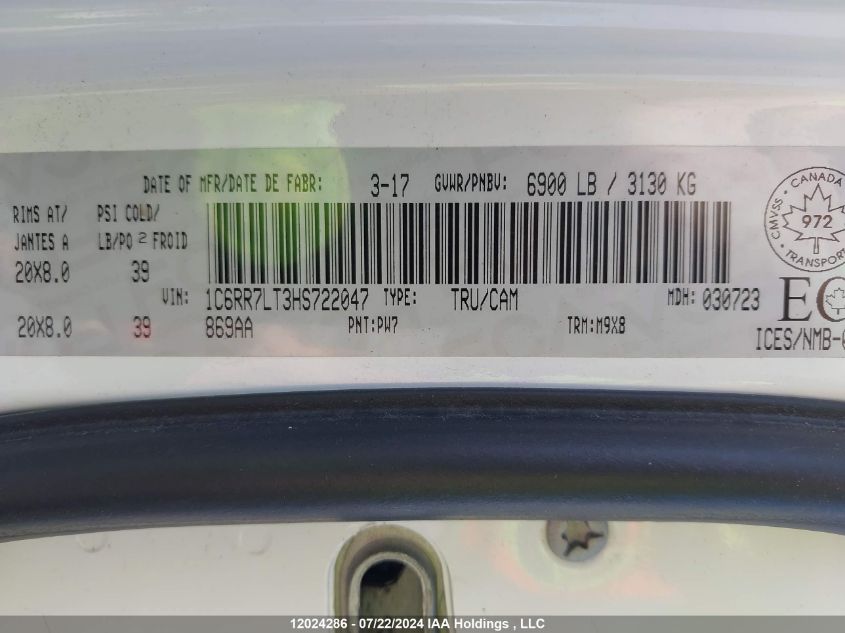 DATE OF MFR/DATE DE FABR: 3-17 GVWR/PNBV: 6900 LB / 3130 KG
RIMS AT/ PSI COLD/
JANTES A LB/PO 2 FROID
20X8.0 39
VIN: 1C6RR7LT3HS722047 TYPE: TRU/CAM MDH: 030723
20X8.0 39 869AA PNT:PW7 TRM:M9X8
CANADA
CMVSS
972
TRANSPORT
ICES/NMB-
12024286 - 07/22/2024 IAA Holdings , LLC